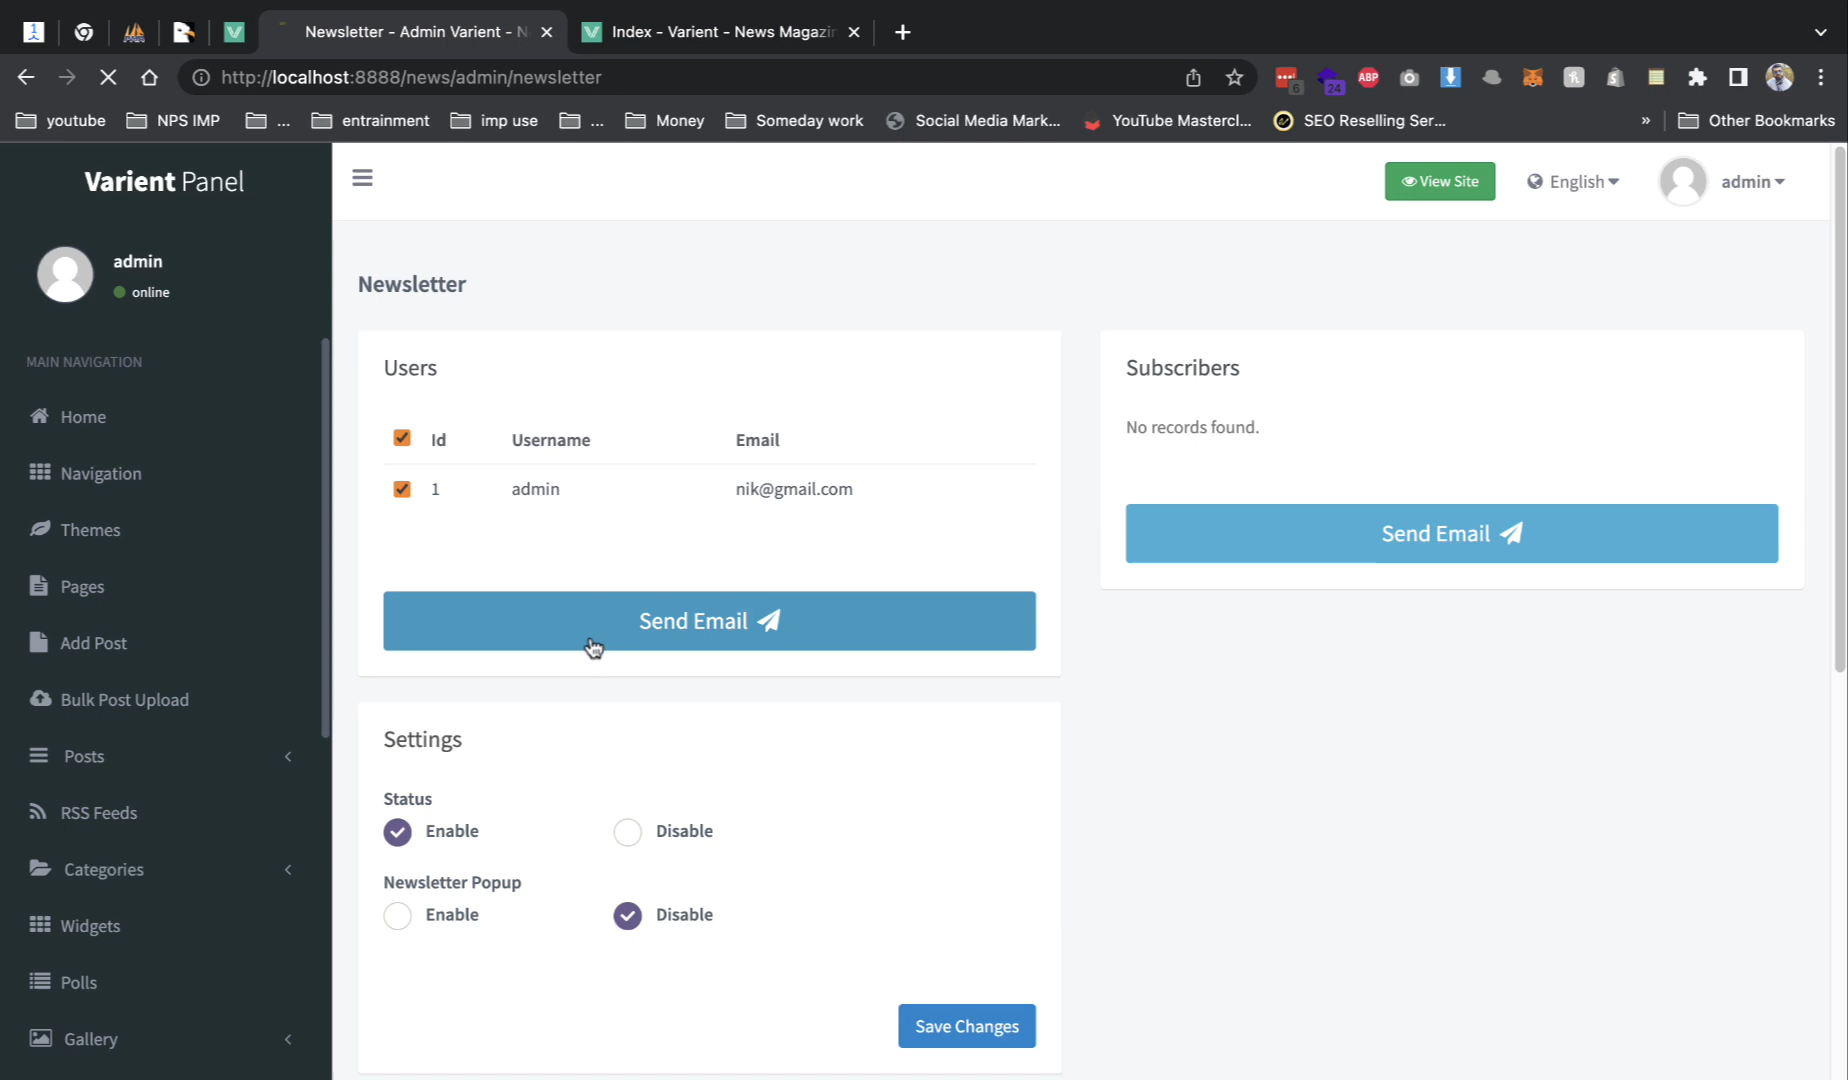 Newsletter - Admin Varient - N
Index - Varient - News Magazin
http://localhost:8888/news/admin/newsletter
6
24
ABP
youtube
NPS IMP
...
entrainment
imp use
...
Money
Someday work
Social Media Mark...
YouTube Mastercl...
SEO Reselling Ser...
»
Other Bookmarks
Varient Panel
View Site
English
admin
admin
online
MAIN NAVIGATION
Home
Navigation
Themes
Pages
Add Post
Bulk Post Upload
Posts
RSS Feeds
Categories
Widgets
Polls
Gallery
Newsletter
Users
Id Username Email
1 admin nik@gmail.com
Send Email
Subscribers
No records found.
Send Email
Settings
Status
Enable Disable
Newsletter Popup
Enable Disable
Save Changes